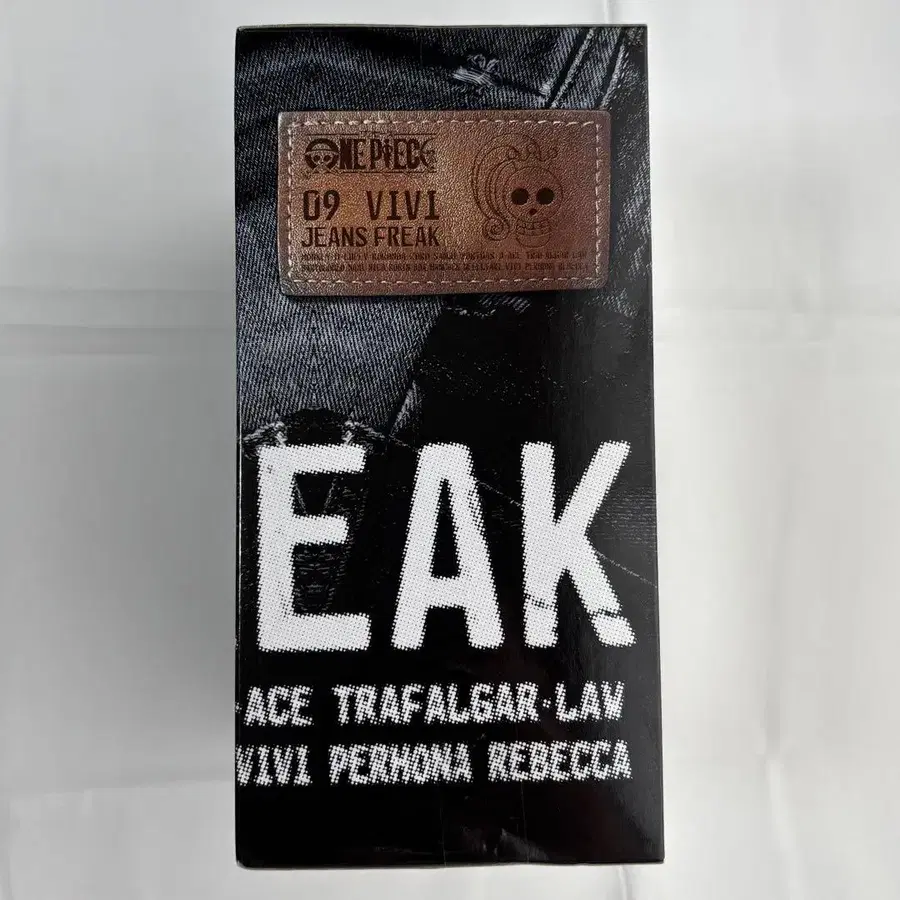 ONE PIECE
09 VIVI
JEANS FREAK
EAK
·ACE TRAFALGAR·LAW
VIVI PERHONA REBECCA